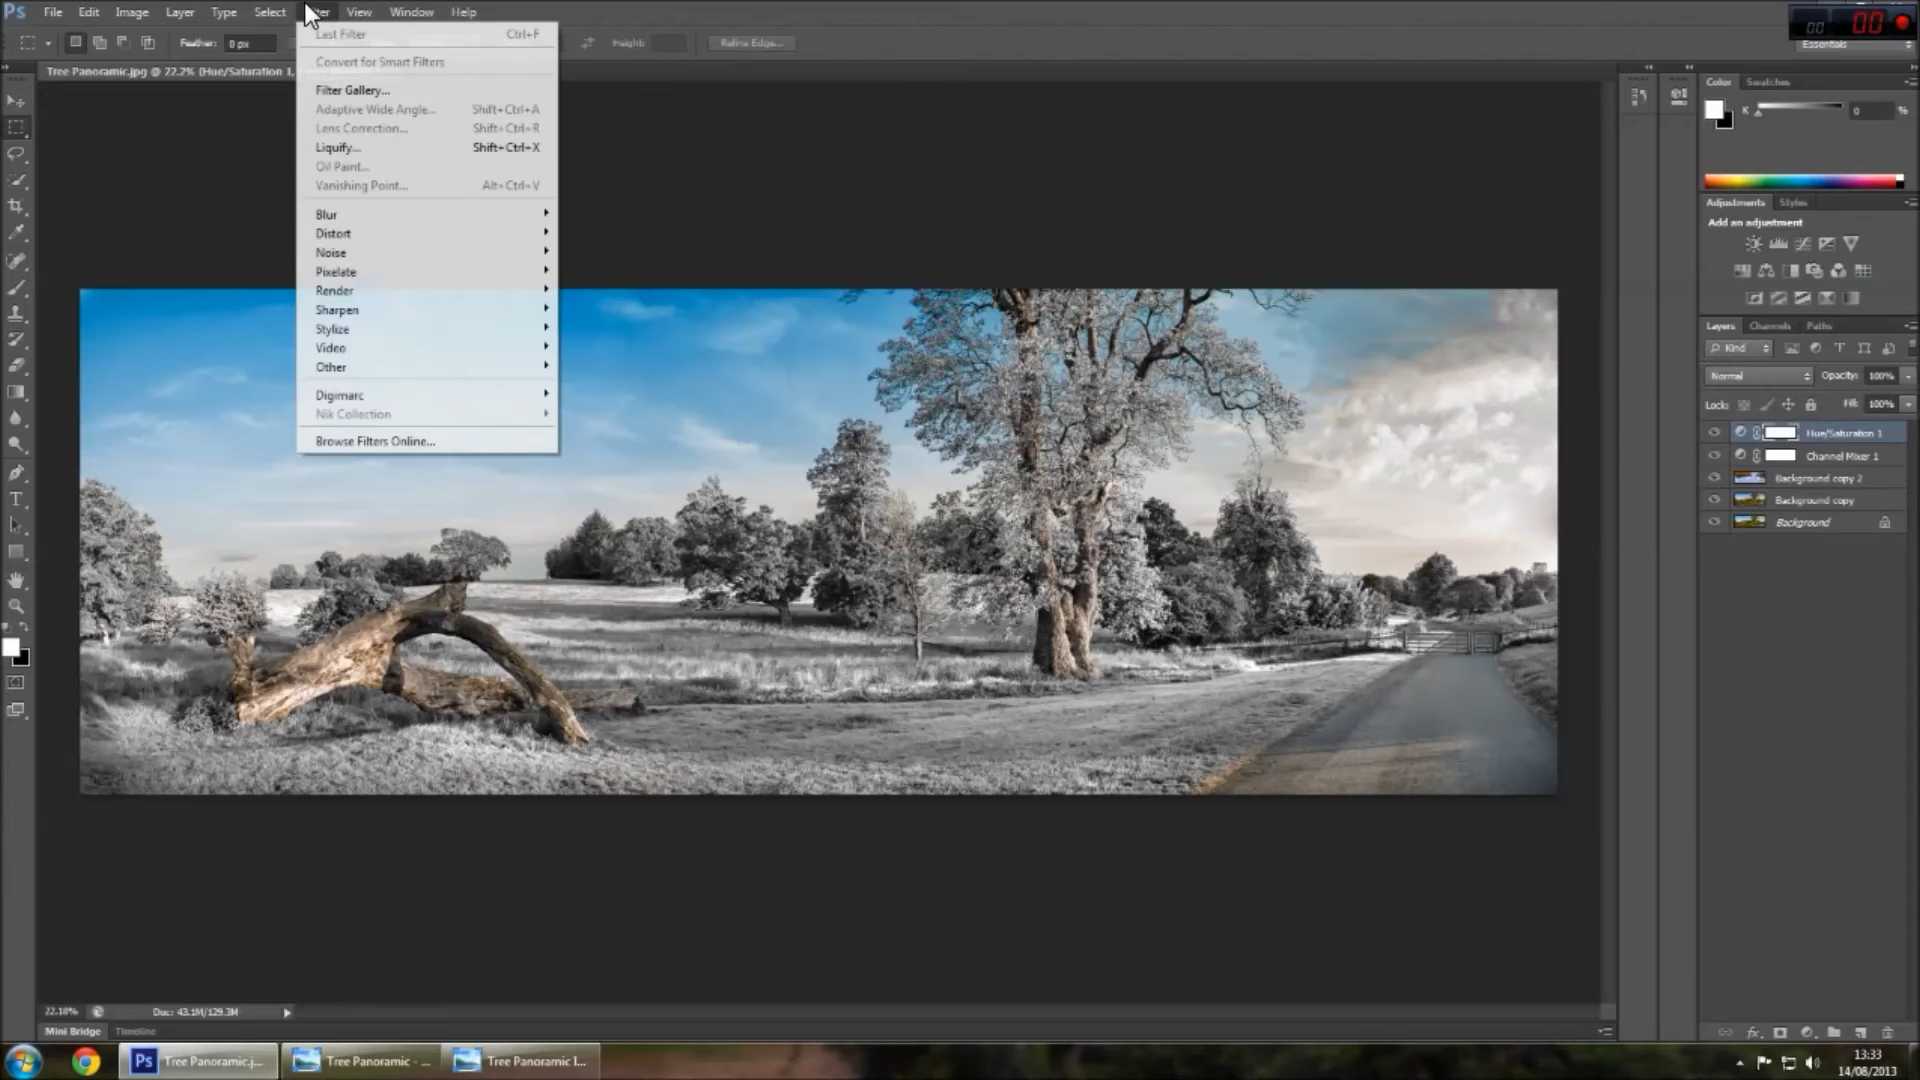 Ps File Edit Image Layer Type Select View Window Help
Feather: 0 px Height: Refine Edge... Essentials
00 00
Tree Panoramic.jpg @ 22.2% (Hue/Saturation 1,
Last Filter Ctrl+F
Convert for Smart Filters
Filter Gallery...
Adaptive Wide Angle... Shift+Ctrl+A
Lens Correction... Shift+Ctrl+R
Liquify... Shift+Ctrl+X
Oil Paint...
Vanishing Point... Alt+Ctrl+V
Blur
Distort
Noise
Pixelate
Render
Sharpen
Stylize
Video
Other
Digimarc
Nik Collection
Browse Filters Online...
Color Swatches
K 0 %
Adjustments Styles
Add an adjustment
Layers Channels Paths
Kind
Normal Opacity: 100%
Lock: Fill: 100%
Hue/Saturation 1
Channel Mixer 1
Background copy 2
Background copy
Background
22.18% Doc: 43.1M/129.3M
Mini Bridge Timeline
Ps Tree Panoramic.j... Tree Panoramic - ... Tree Panoramic I...
13:33
14/08/2013